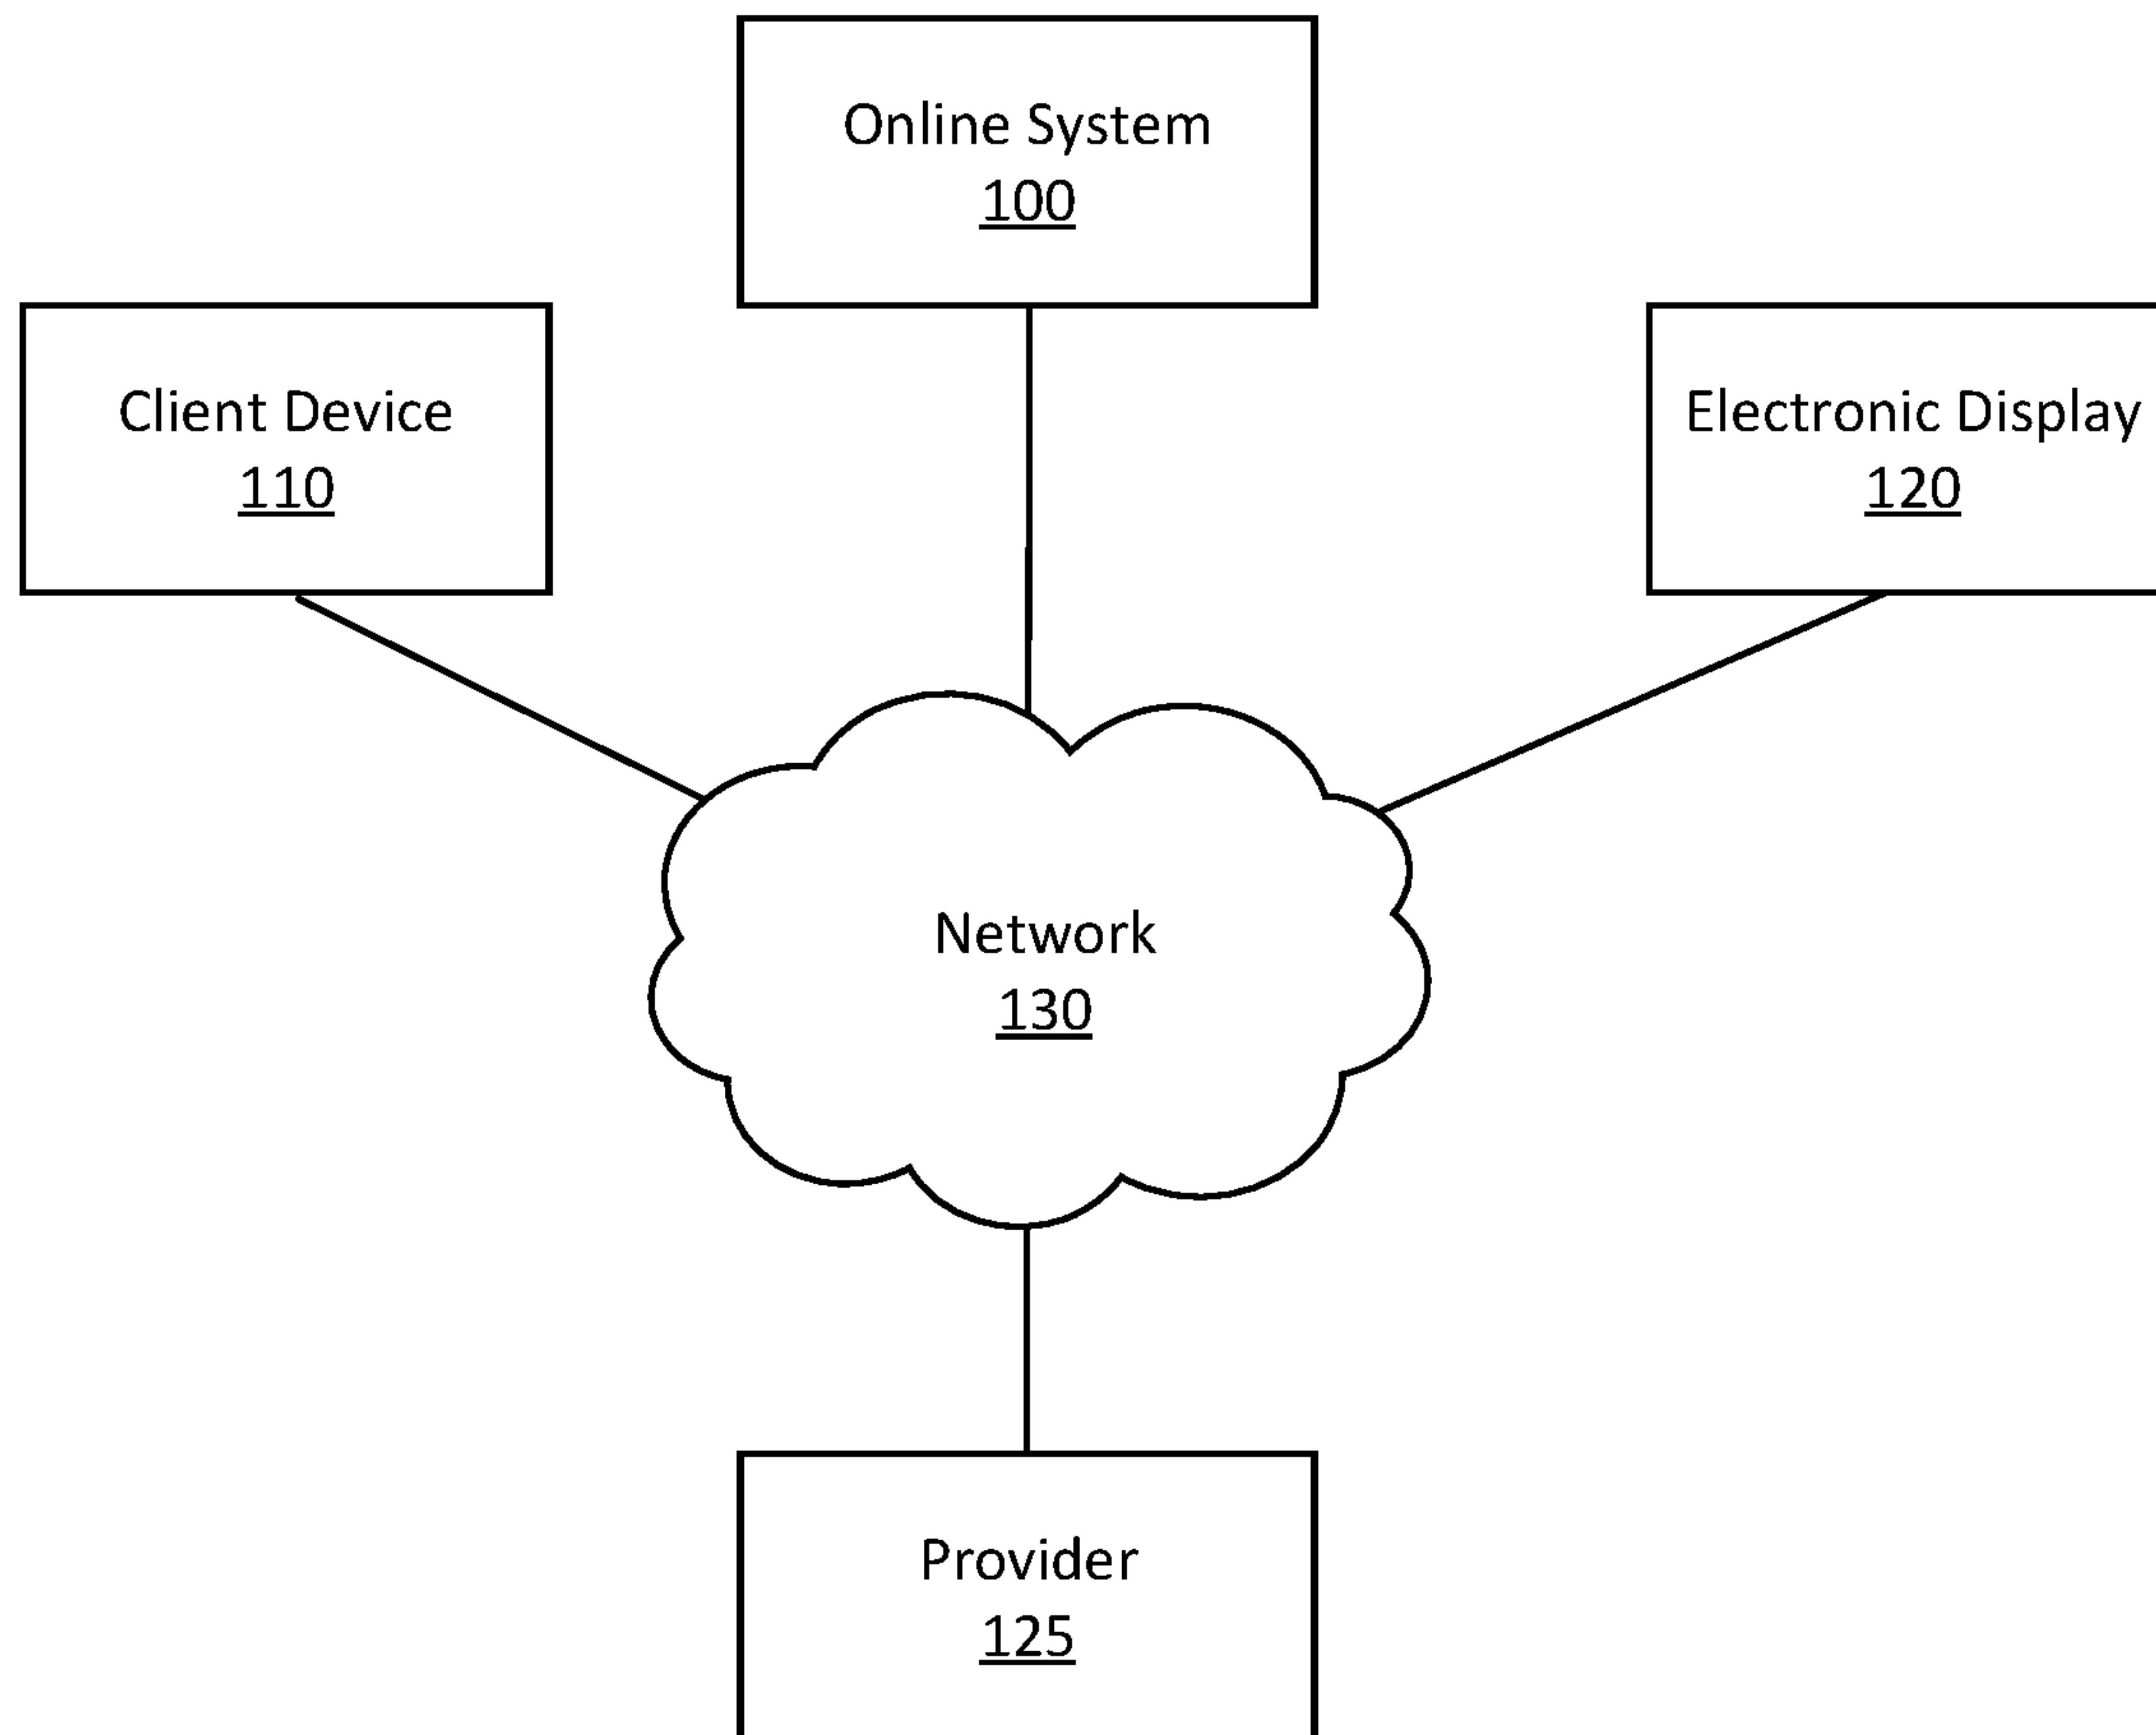 Online System
100
Client Device
110
Electronic Display
120
Network
130
Provider
125